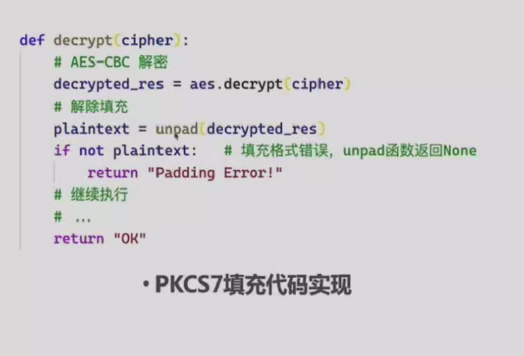 def decrypt(cipher):
    # AES-CBC 解密
    decrypted_res = aes.decrypt(cipher)
    # 解除填充
    plaintext = unpad(decrypted_res)
    if not plaintext:   # 填充格式错误，unpad函数返回None
        return "Padding Error!"
    # 继续执行
    # ...
    return "OK"
• PKCS7填充代码实现